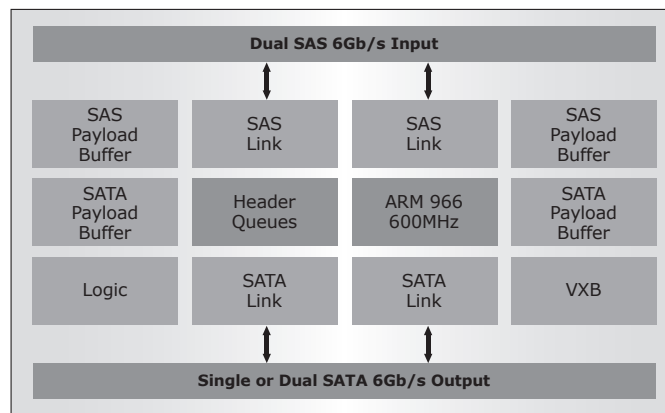 Dual SAS 6Gb/s Input
SAS
Payload
Buffer
SAS
Link
SAS
Link
SAS
Payload
Buffer
SATA
Payload
Buffer
Header
Queues
ARM 966
600MHz
SATA
Payload
Buffer
Logic
SATA
Link
SATA
Link
VXB
Single or Dual SATA 6Gb/s Output